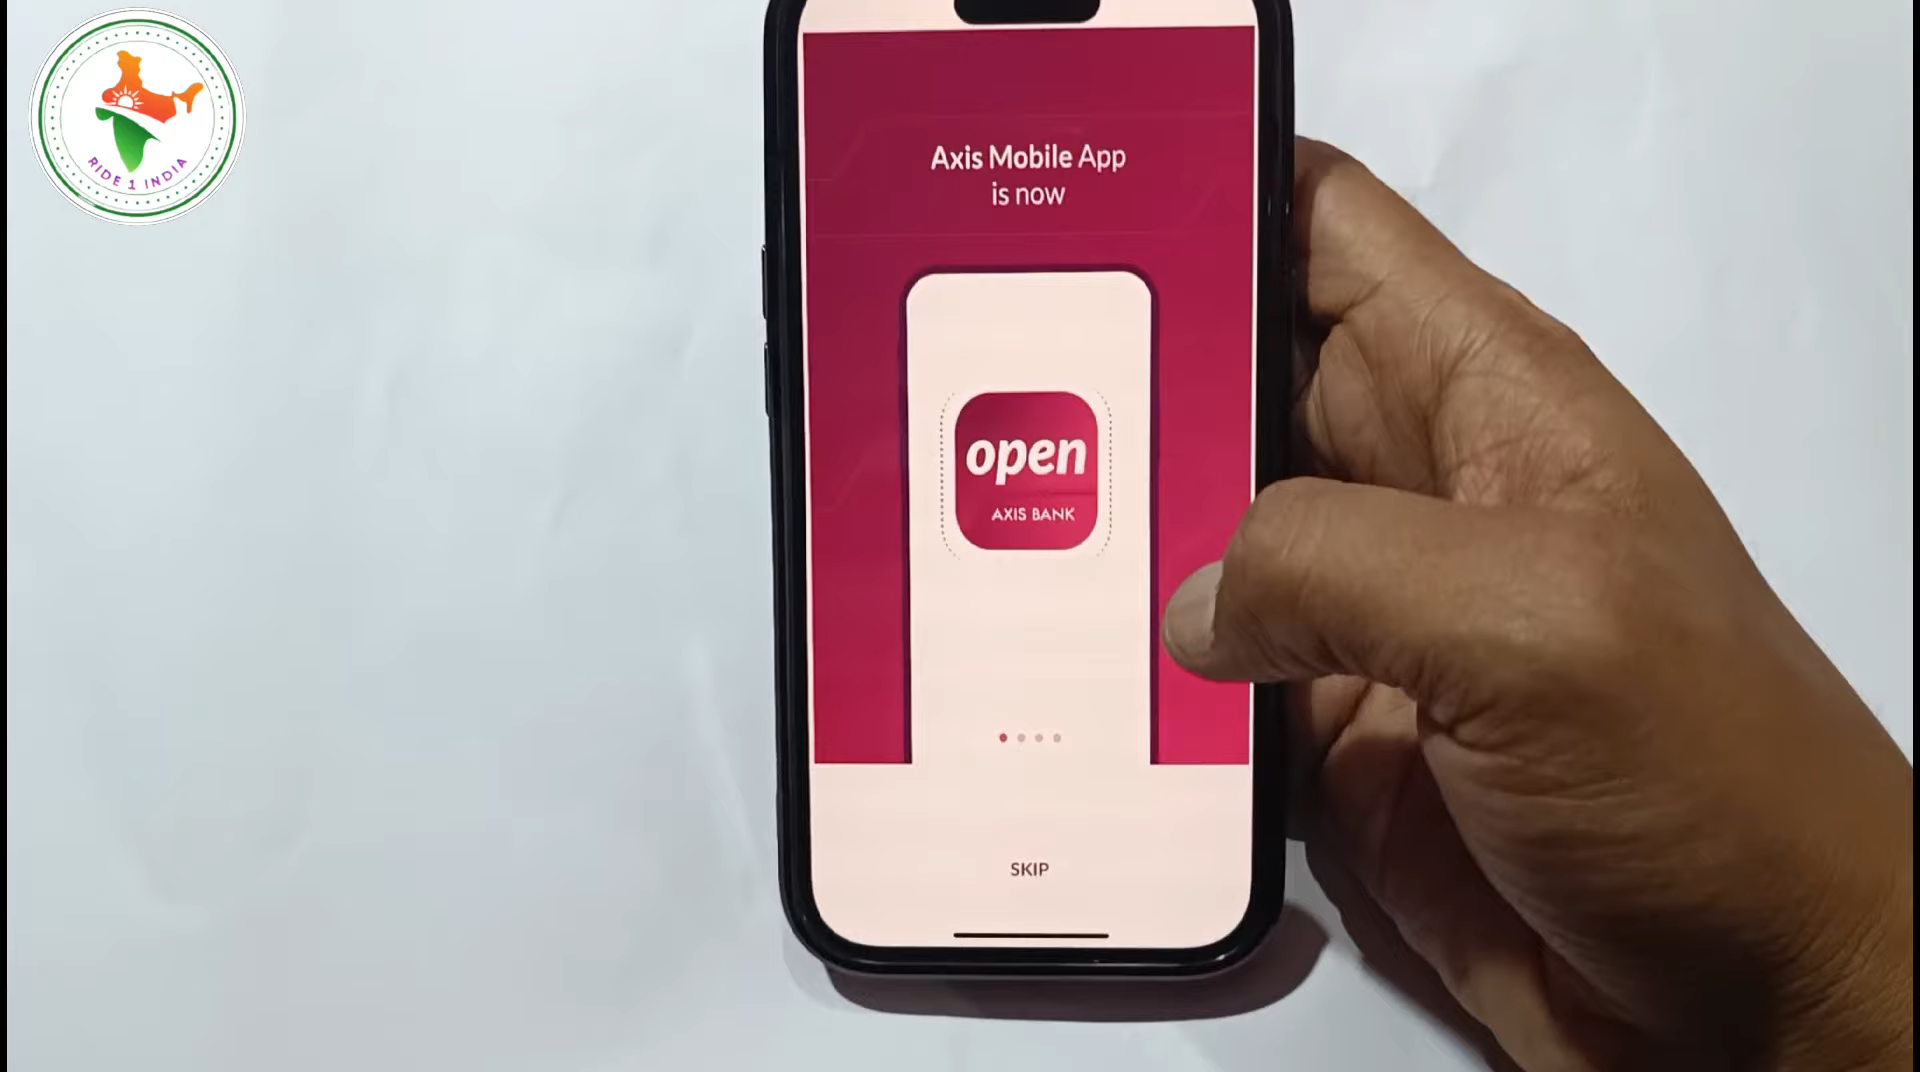 RIDE 1 INDIA
Axis Mobile App
is now
open
AXIS BANK
SKIP